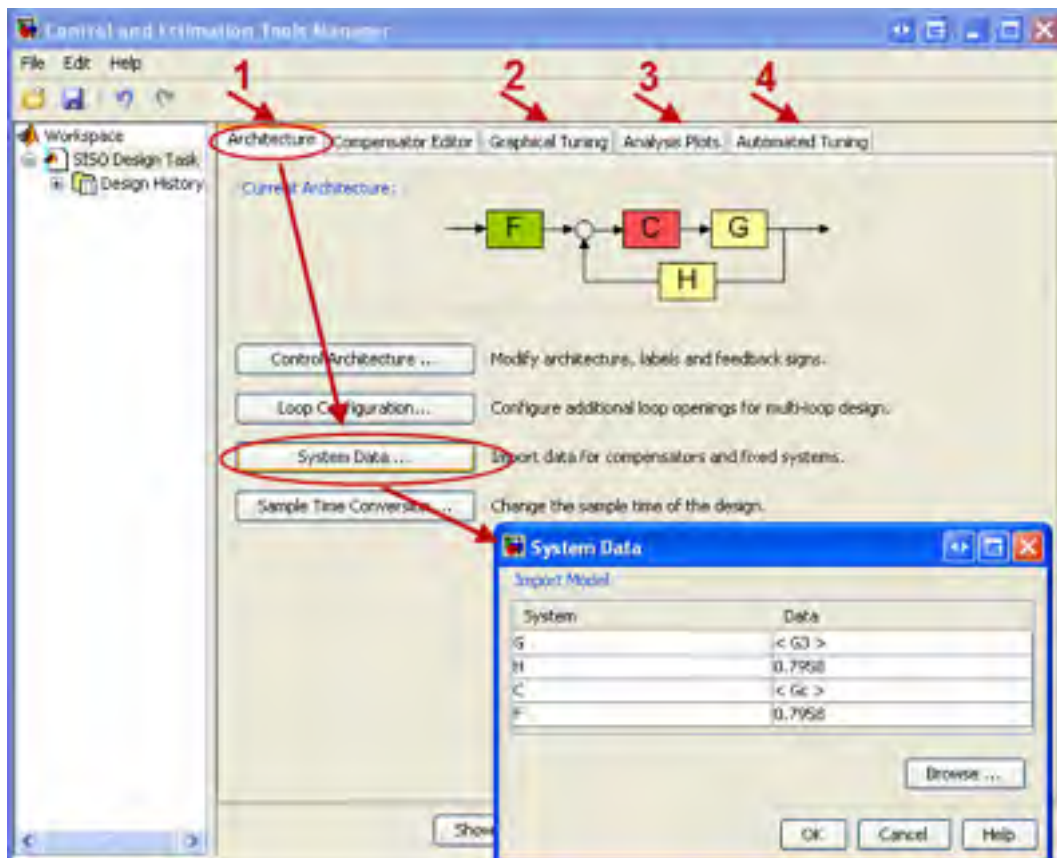 Control and Estimation Tools Manager
File Edit Help
1 2 3 4
Workspace
SISO Design Task
Design History
Architecture Compensator Editor Graphical Tuning Analysis Plots Automated Tuning
Current Architecture:
F C G
H
Control Architecture ... Modify architecture, labels and feedback signs.
Loop Configuration... Configure additional loop openings for multi-loop design.
System Data ... Import data for compensators and fixed systems.
Sample Time Conversion ... Change the sample time of the design.
System Data
Import Model
System Data
G < G3 >
H 0.7958
C < Gc >
F 0.7958
Browse ...
Show
OK Cancel Help